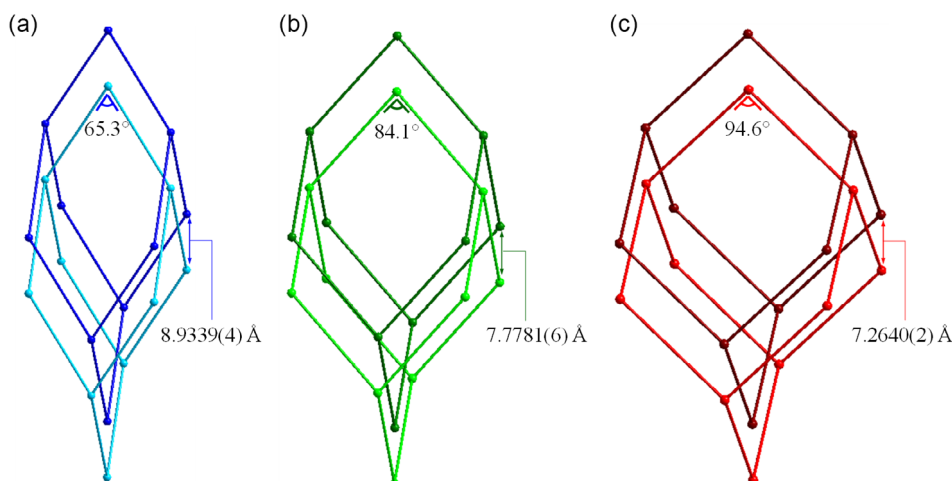 (a)
(b)
(c)
65.3°
84.1°
94.6°
8.9339(4) Å
7.7781(6) Å
7.2640(2) Å